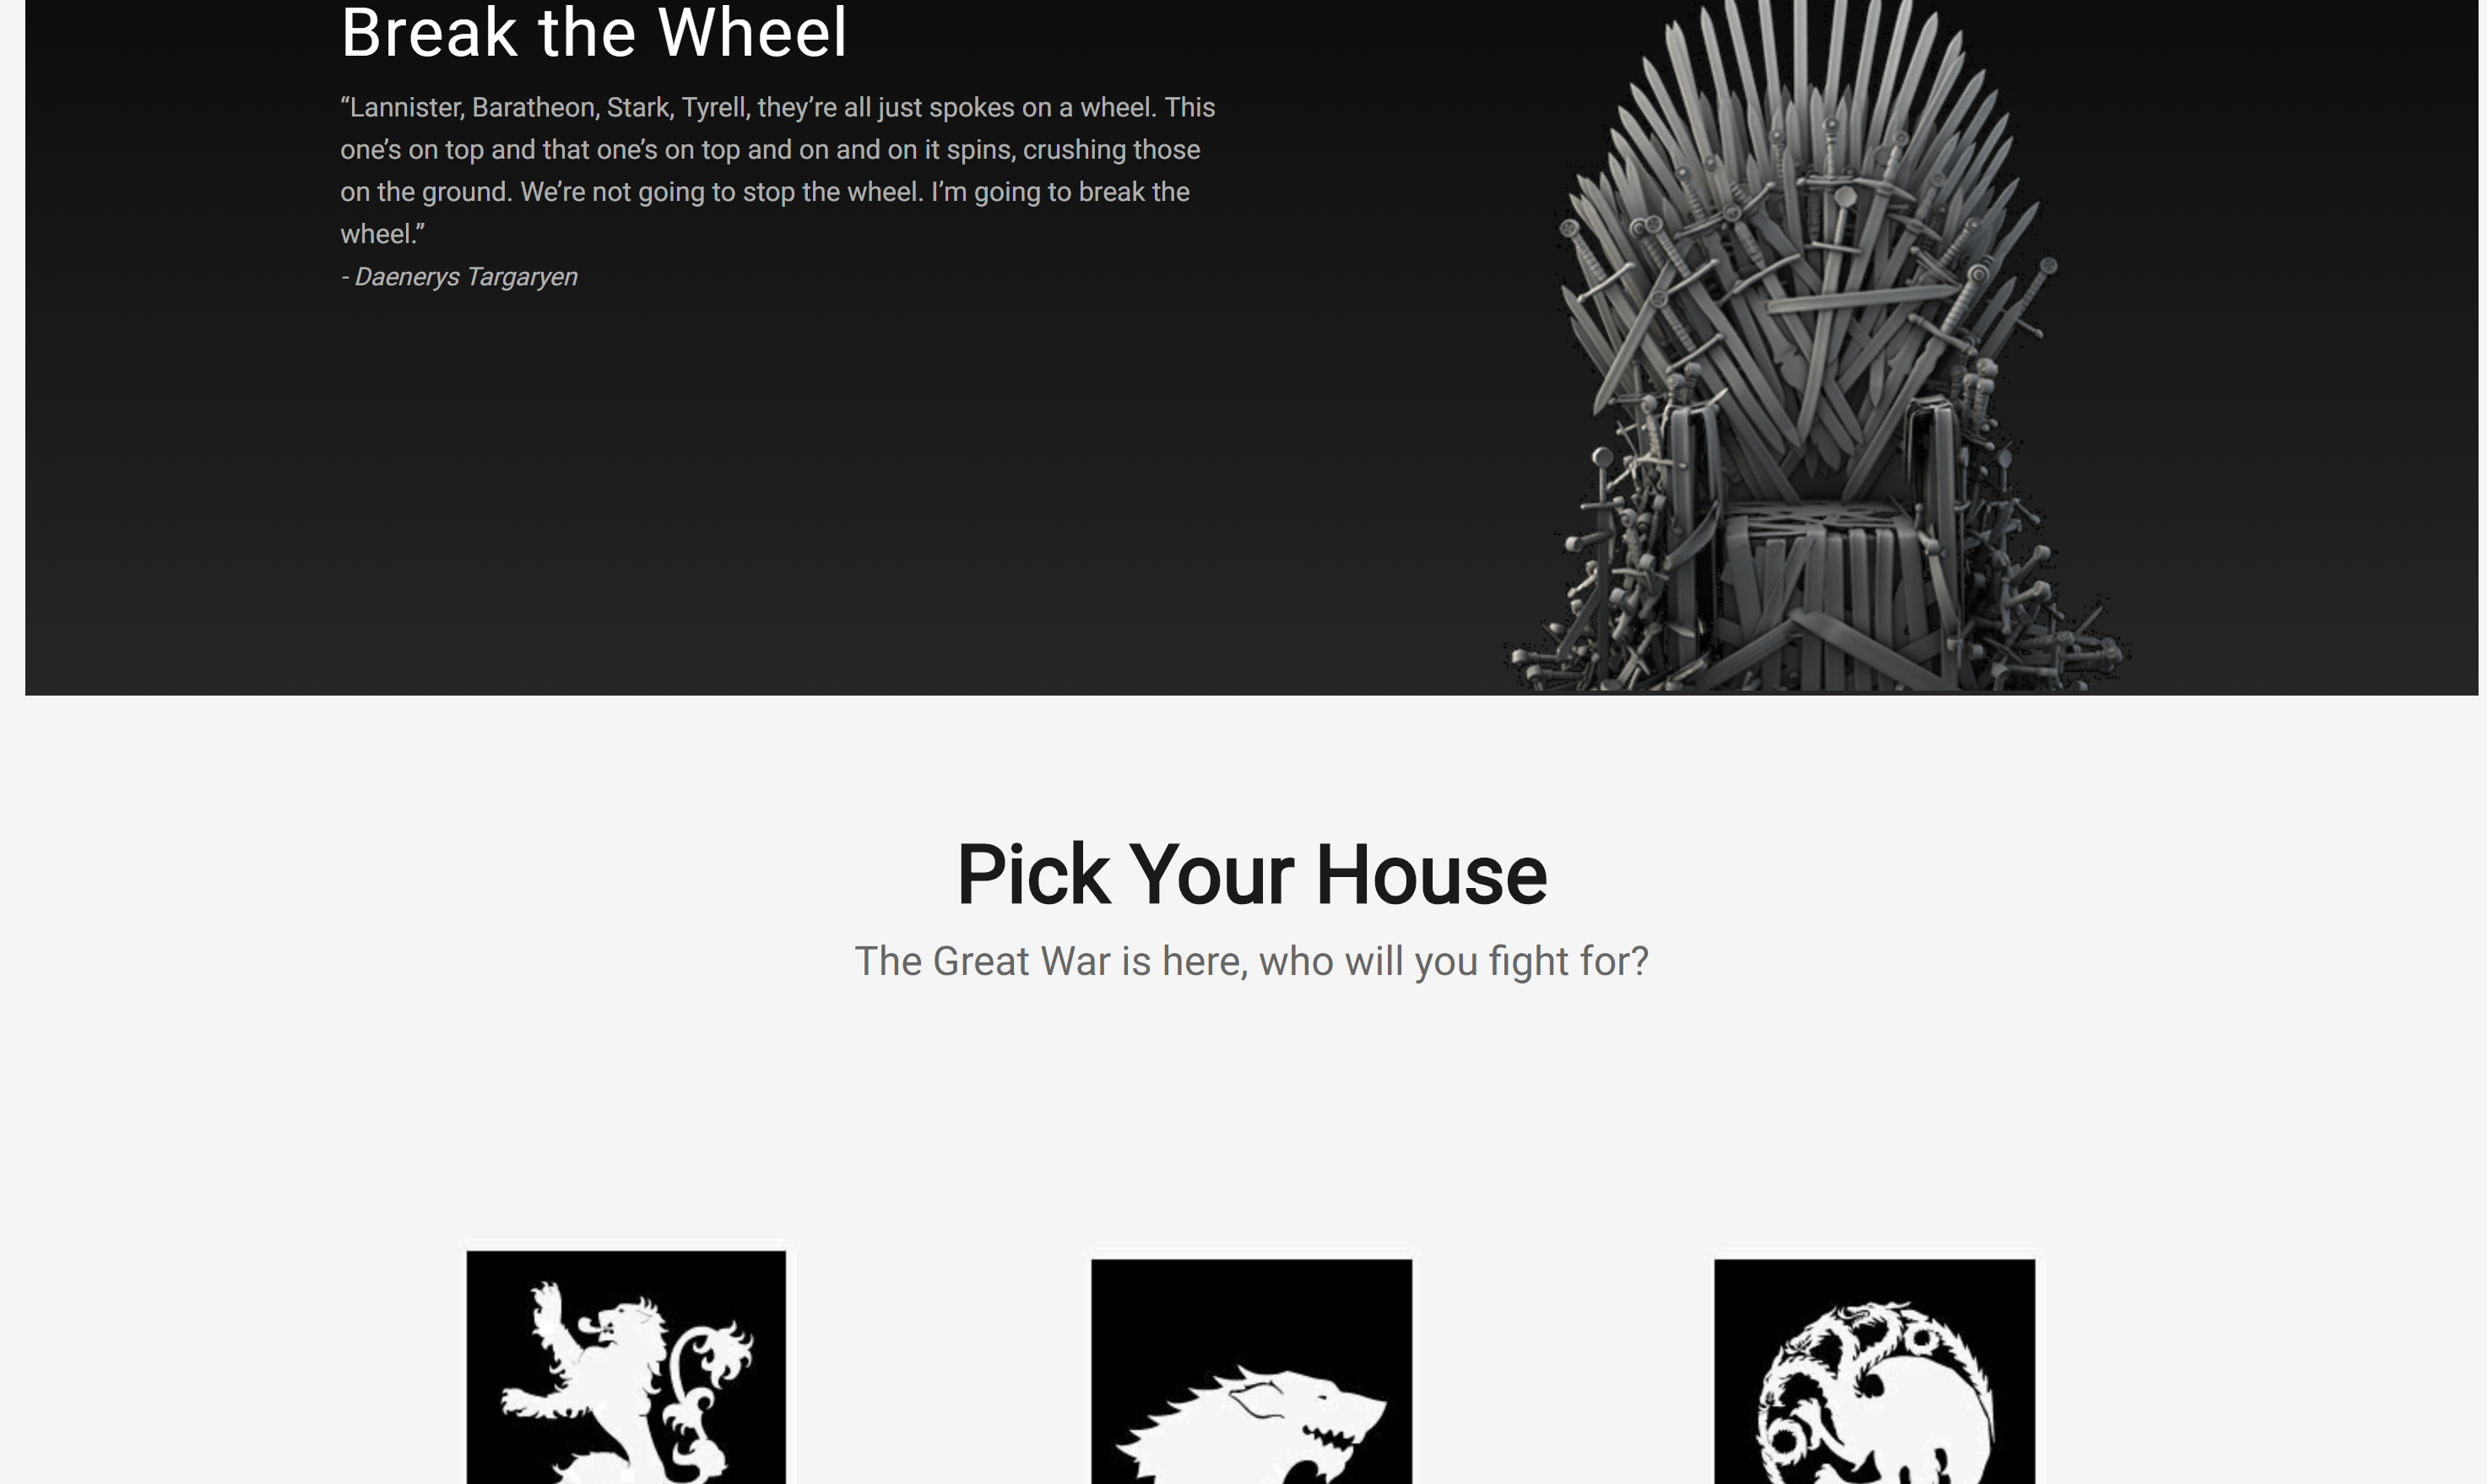 Break the Wheel
“Lannister, Baratheon, Stark, Tyrell, they’re all just spokes on a wheel. This
one’s on top and that one’s on top and on and on it spins, crushing those
on the ground. We’re not going to stop the wheel. I’m going to break the
wheel.”
- Daenerys Targaryen
Pick Your House
The Great War is here, who will you fight for?